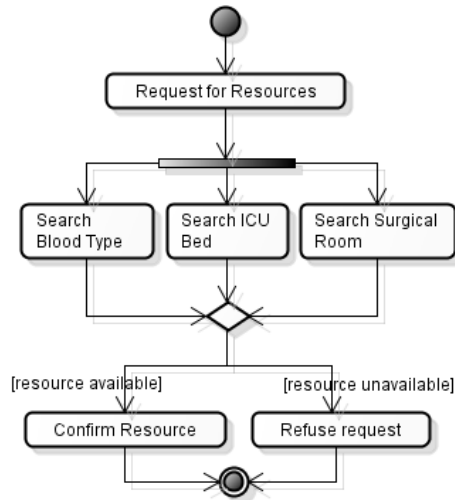 Request for Resources
Search
Blood Type
Search ICU
Bed
Search Surgical
Room
[resource available]
[resource unavailable]
Confirm Resource
Refuse request